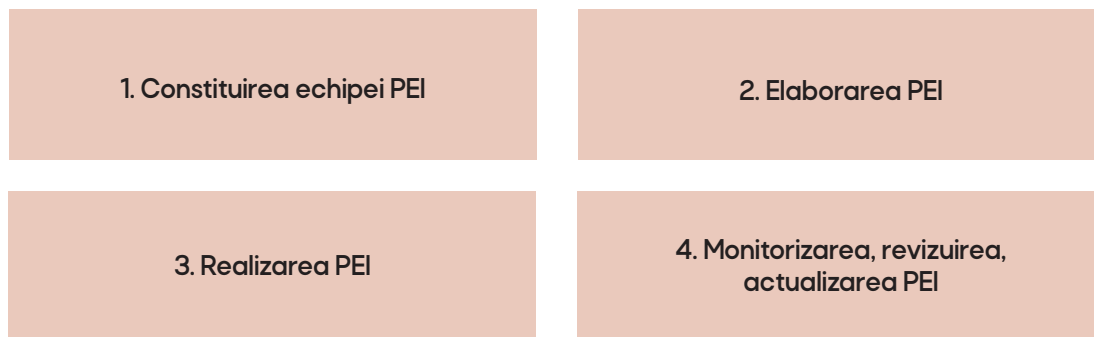 1. Constituirea echipei PEI
2. Elaborarea PEI
3. Realizarea PEI
4. Monitorizarea, revizuirea,
actualizarea PEI